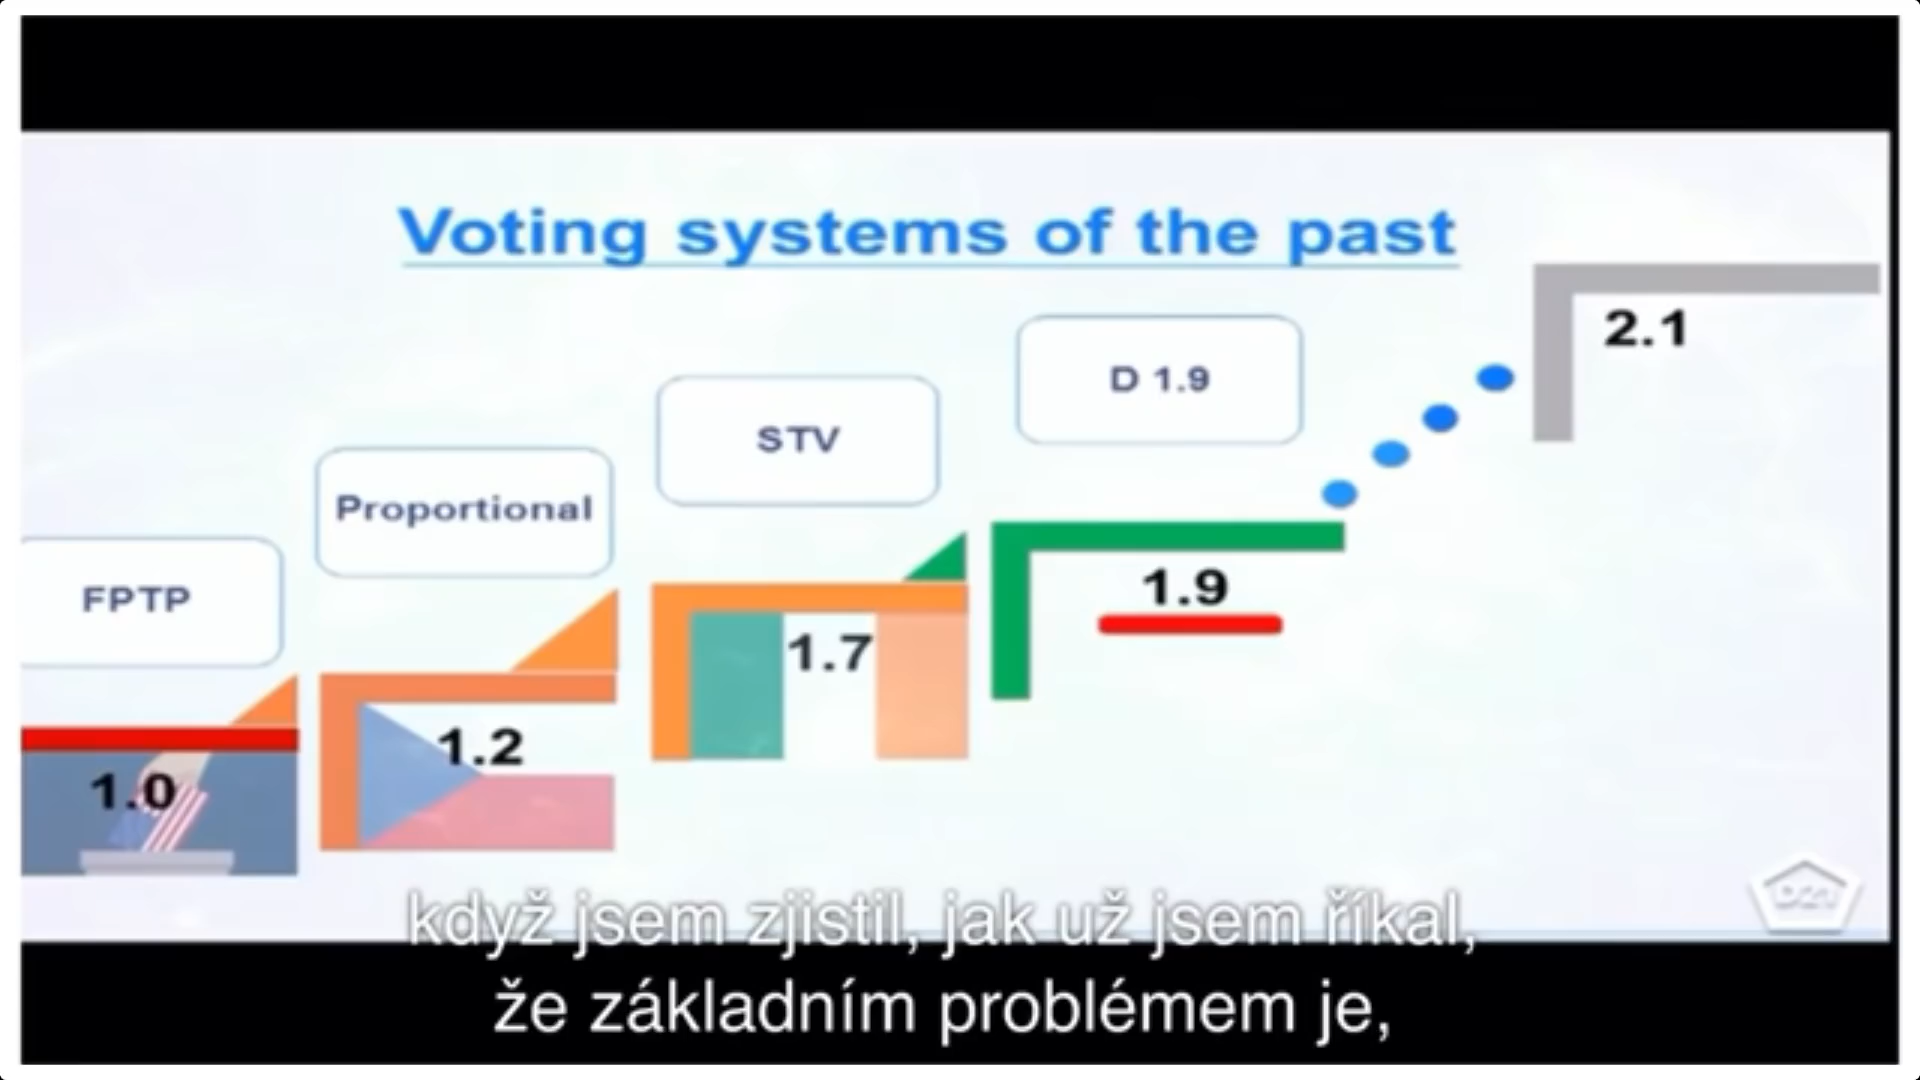 Voting systems of the past
2.1
D 1.9
STV
Proportional
FPTP
1.9
1.7
1.2
1.0
D21
když jsem zjistil, jak už jsem říkal,
že základním problémem je,